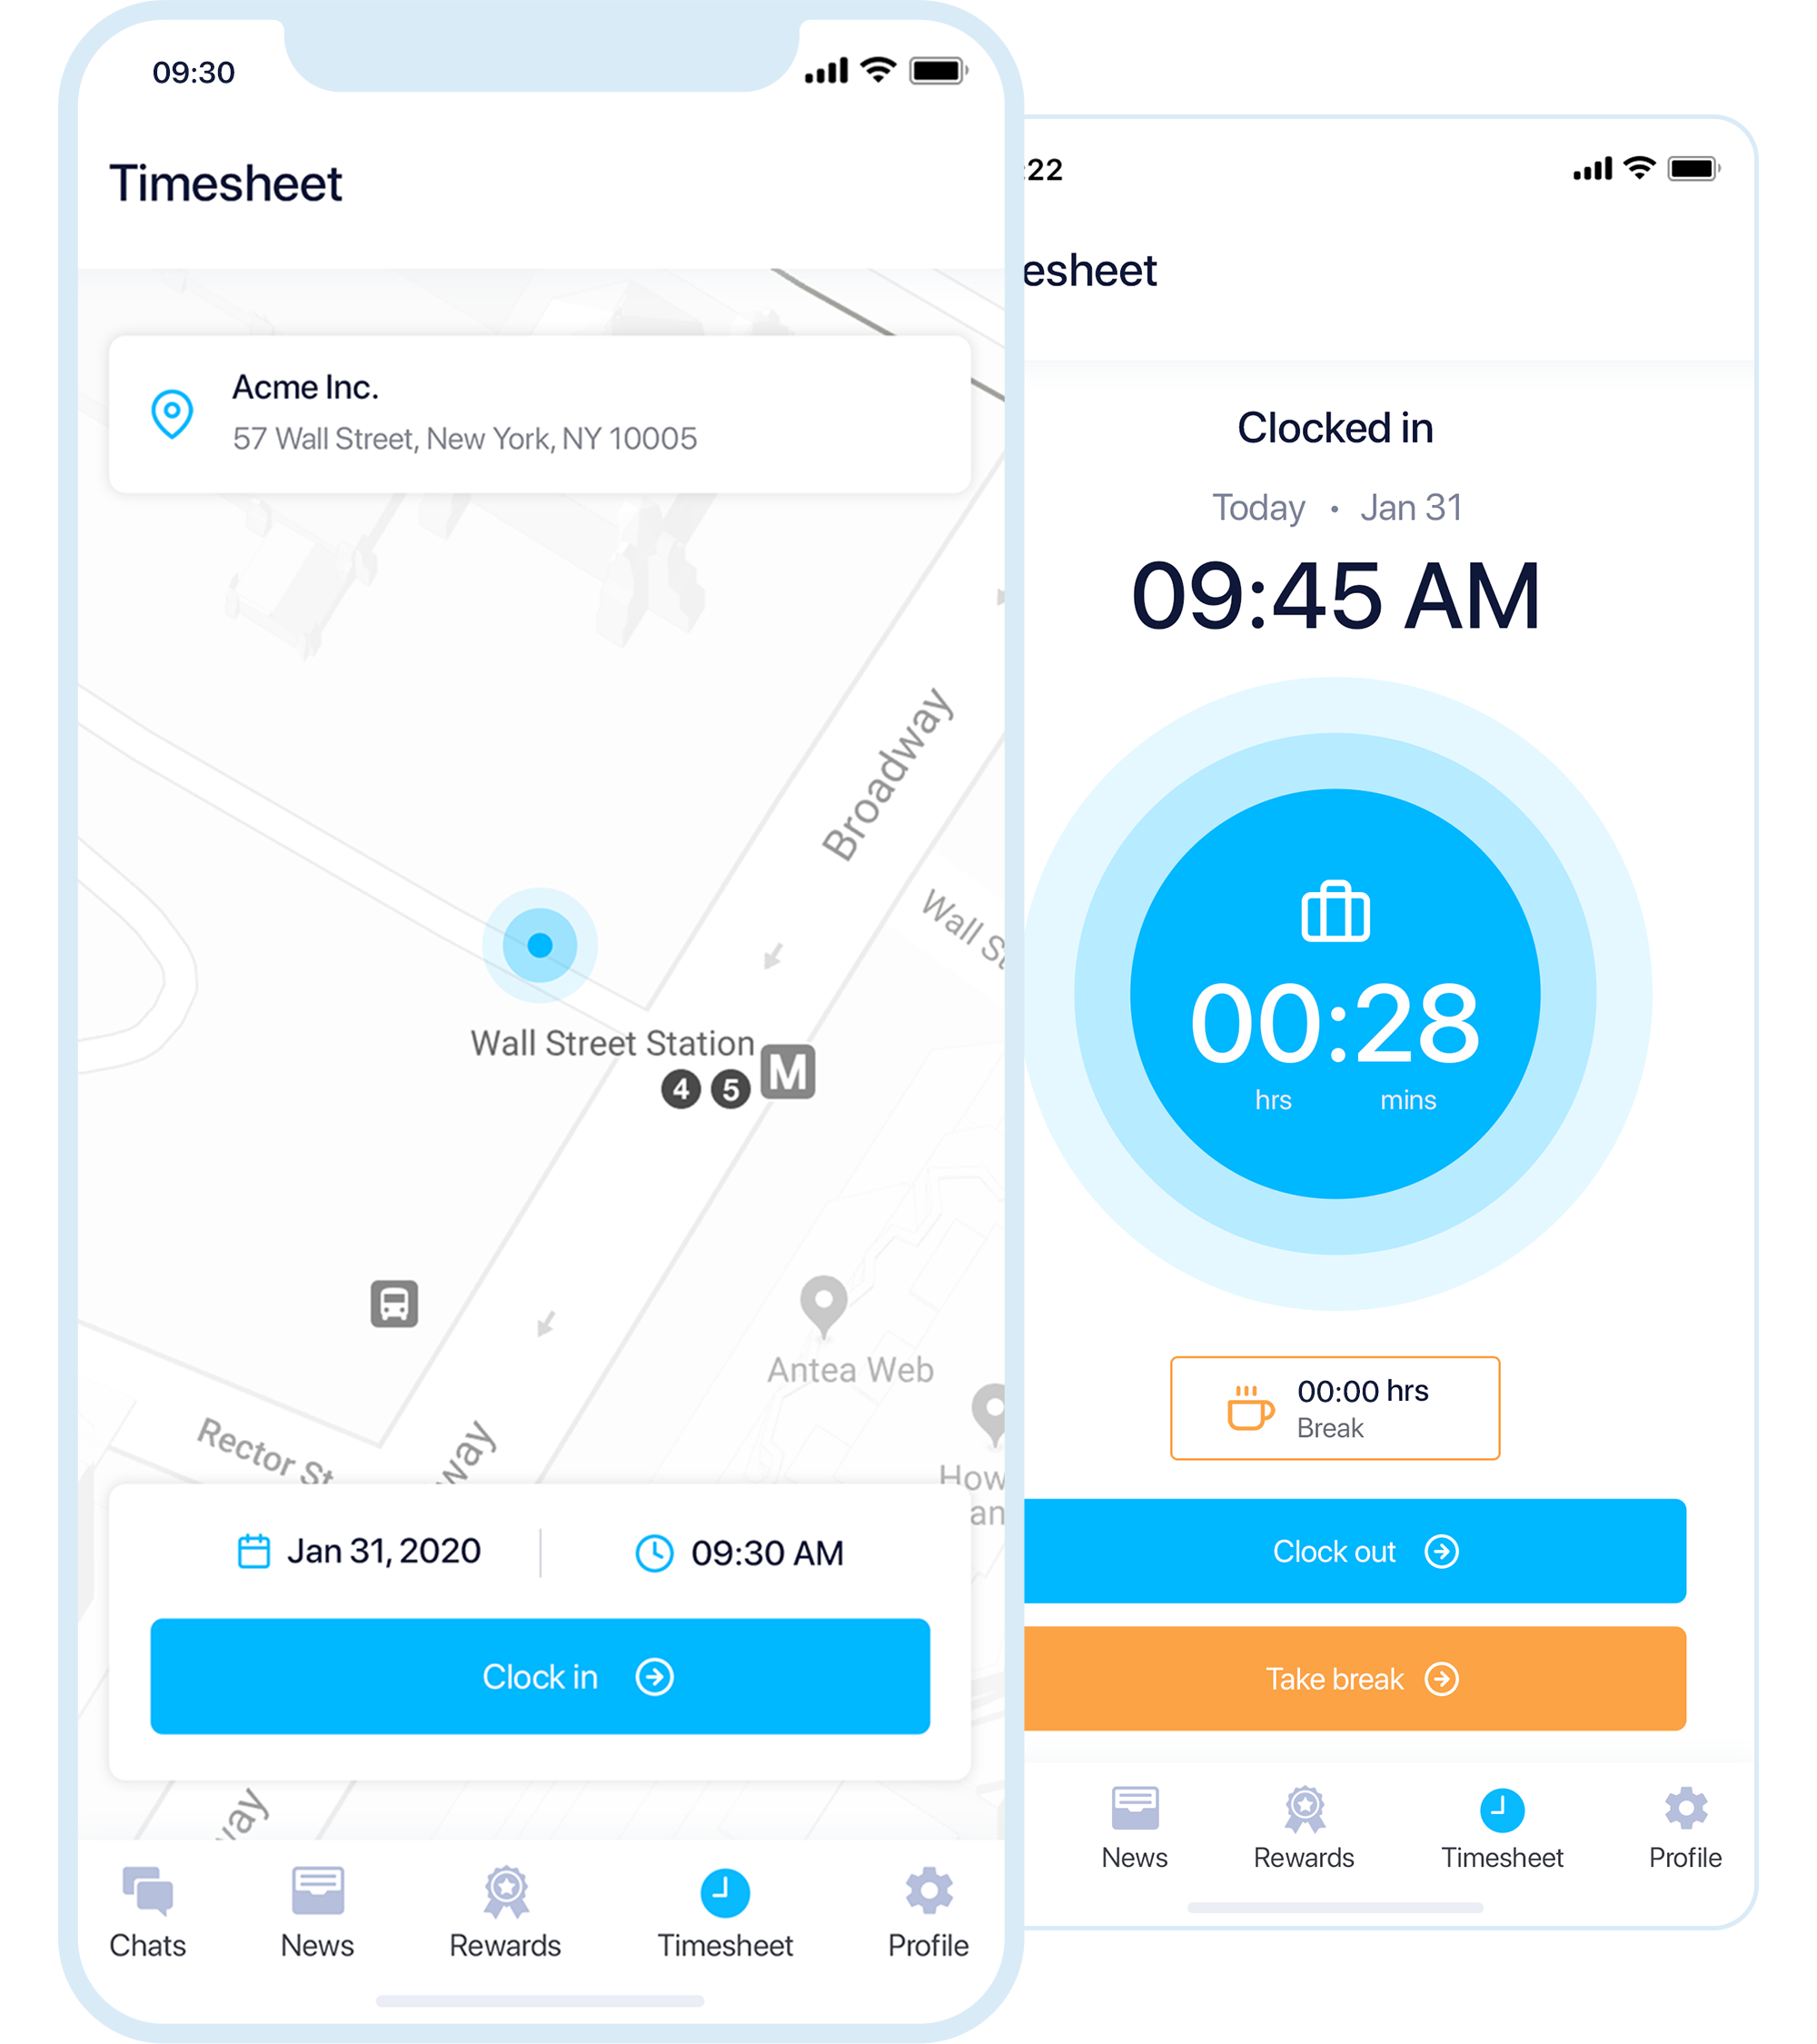 09:30
Timesheet
Acme Inc.
57 Wall Street, New York, NY 10005
Broadway
Wall St
Wall Street Station
4 5 M
Antea Web
Rector St
way
How
an
Jan 31, 2020
09:30 AM
Clock in
way
Chats
News
Rewards
Timesheet
Profile
:22
esheet
Clocked in
Today • Jan 31
09:45 AM
00:28
hrs mins
00:00 hrs
Break
Clock out
Take break
News
Rewards
Timesheet
Profile